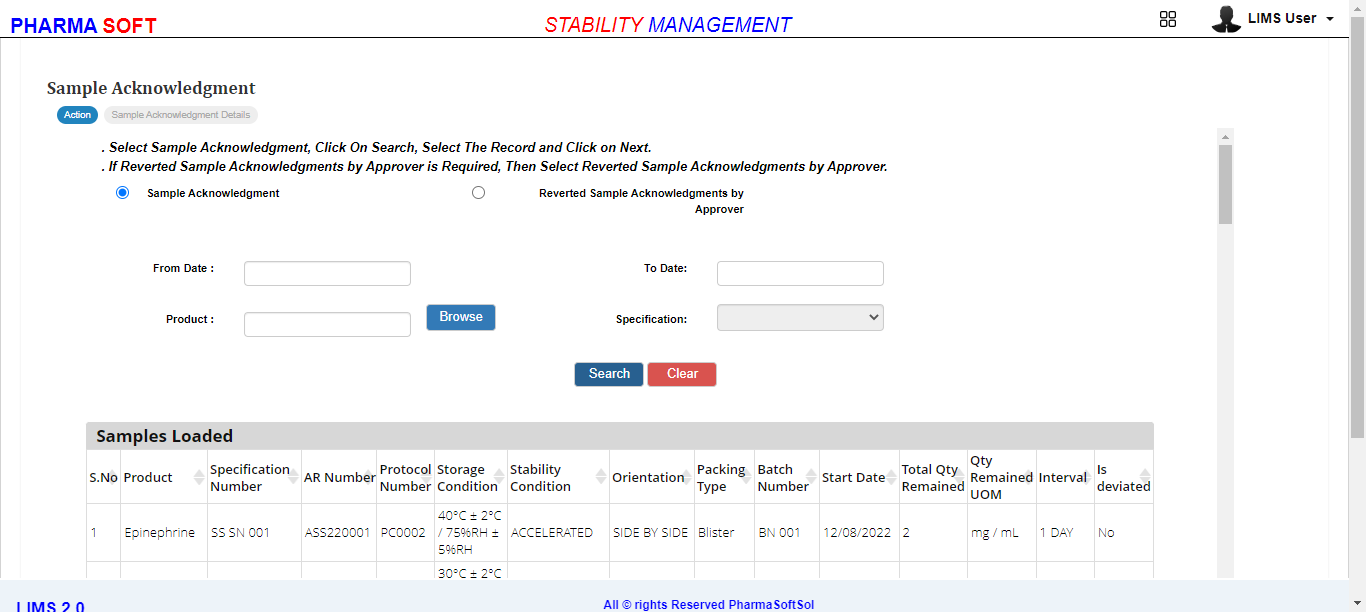 PHARMA SOFT
STABILITY MANAGEMENT
LIMS User
Sample Acknowledgment
Action
Sample Acknowledgment Details
. Select Sample Acknowledgment, Click On Search, Select The Record and Click on Next.
. If Reverted Sample Acknowledgments by Approver is Required, Then Select Reverted Sample Acknowledgments by Approver.
Sample Acknowledgment
Reverted Sample Acknowledgments by
Approver
From Date :
To Date:
Product :
Browse
Specification:
Search
Clear
Samples Loaded
S.No
Product
Specification
Number
AR Number
Protocol
Number
Storage
Condition
Stability
Condition
Orientation
Packing
Type
Batch
Number
Start Date
Total Qty
Remained
Qty
Remained
UOM
Interval
Is
deviated
1
Epinephrine
SS SN 001
ASS220001
PC0002
40°C ± 2°C
/ 75%RH ±
5%RH
ACCELERATED
SIDE BY SIDE
Blister
BN 001
12/08/2022
2
mg / mL
1 DAY
No
30°C ± 2°C
LIMS 2.0
All © rights Reserved PharmaSoftSol